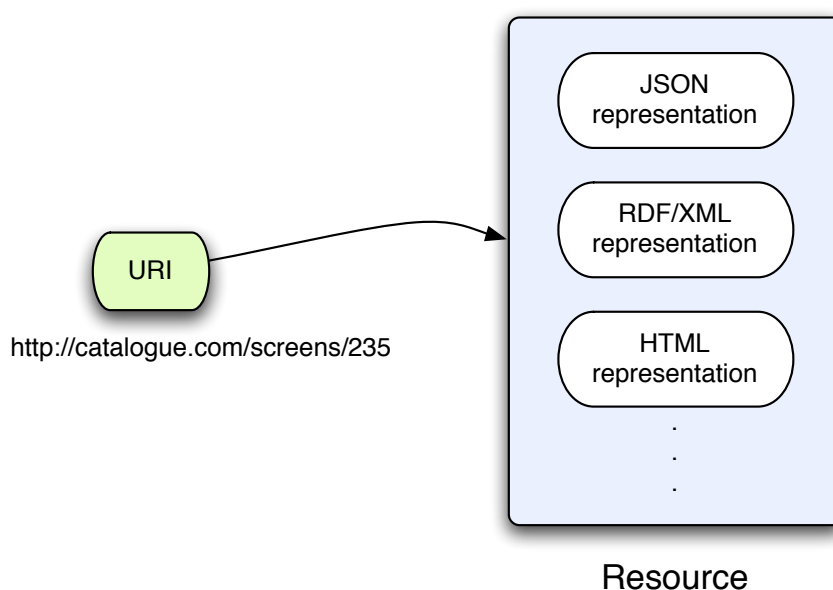 JSON
representation
RDF/XML
representation
URI
http://catalogue.com/screens/235
HTML
representation
.
.
.
Resource